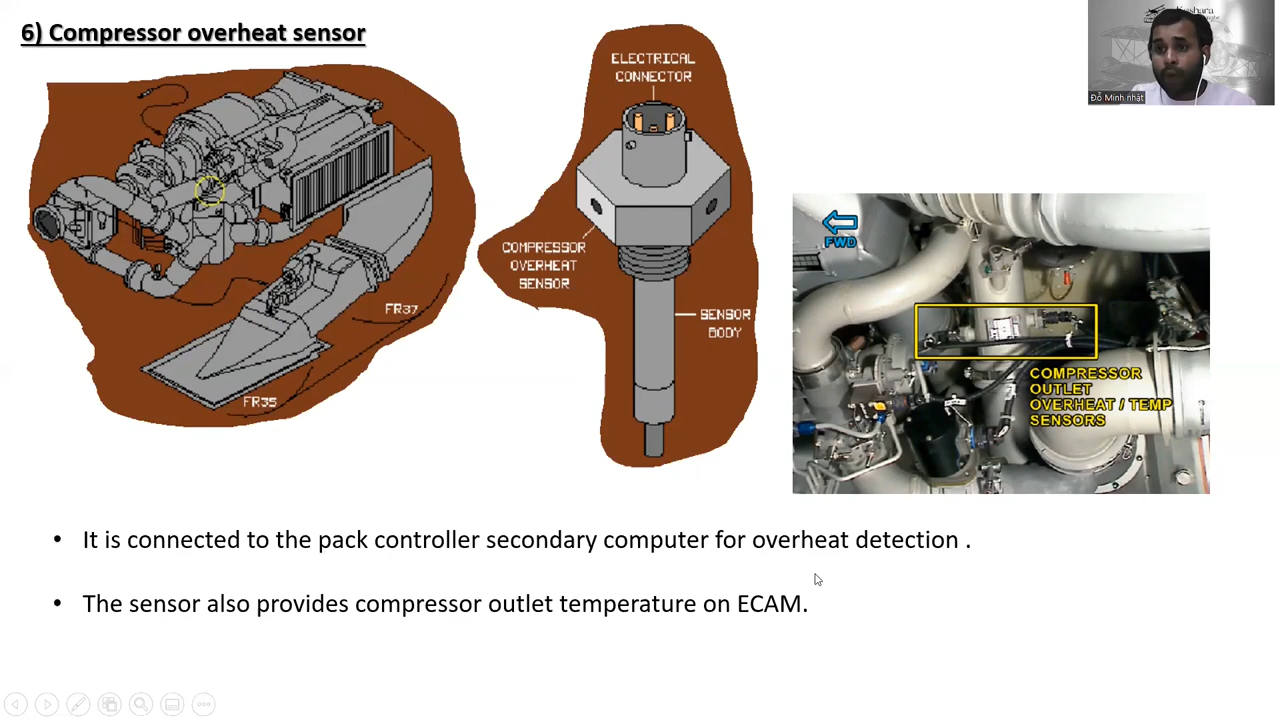 6) Compressor overheat sensor
ELECTRICAL
CONNECTOR
COMPRESSOR
OVERHEAT
SENSOR
SENSOR
BODY
FR37
FR35
FWD
COMPRESSOR
OUTLET
OVERHEAT / TEMP
SENSORS
Đỗ Minh nhật
• It is connected to the pack controller secondary computer for overheat detection .
• The sensor also provides compressor outlet temperature on ECAM.